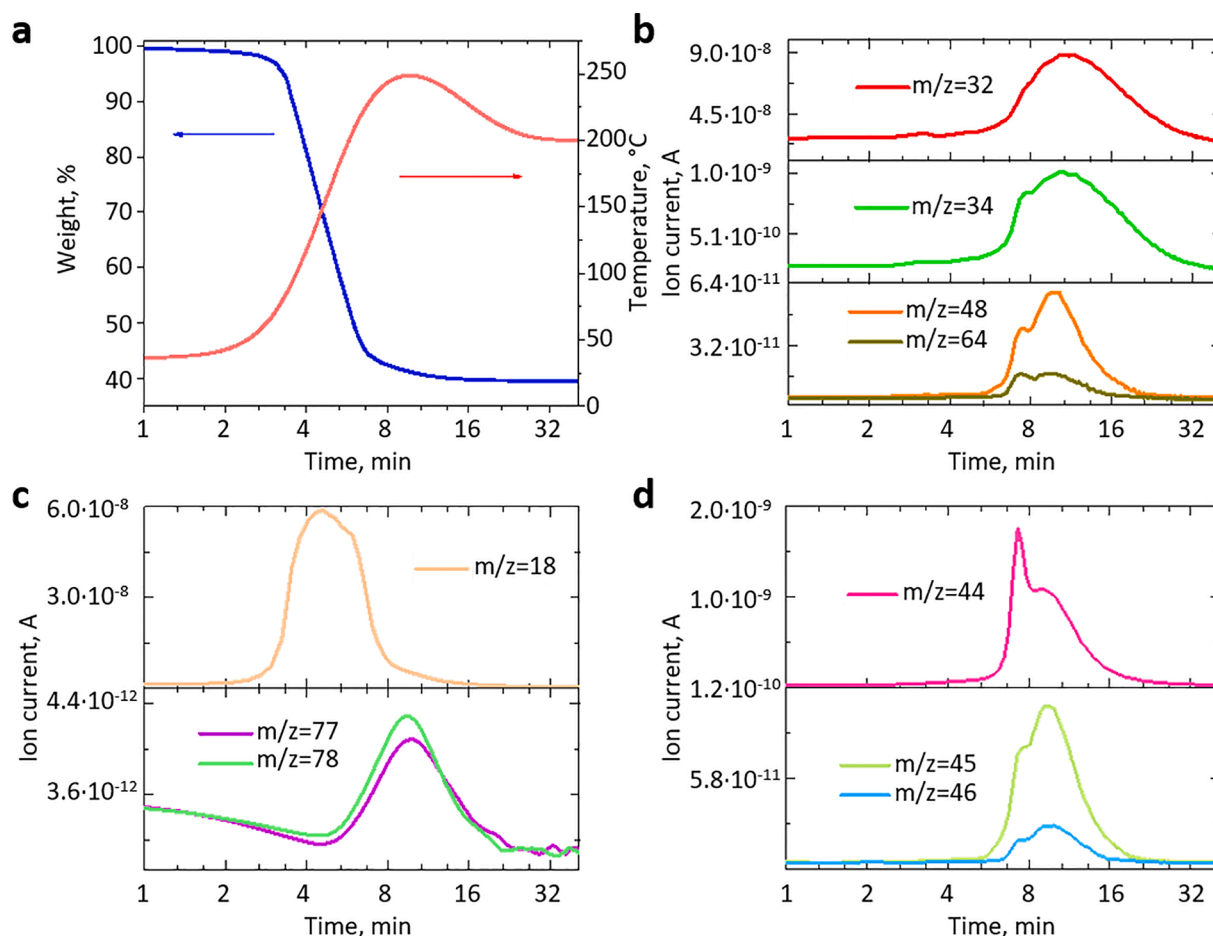 a
100
90
80
70
60
50
40
Weight, %
250
200
150
100
50
0
Temperature, °C
1 2 4 8 16 32
Time, min
b
9.0·10-8
4.5·10-8
m/z=32
1.0·10-9
5.1·10-10
m/z=34
6.4·10-11
3.2·10-11
m/z=48
m/z=64
Ion current, A
1 2 4 8 16 32
Time, min
c
6.0·10-8
3.0·10-8
m/z=18
4.4·10-12
3.6·10-12
m/z=77
m/z=78
Ion current, A
1 2 4 8 16 32
Time, min
d
2.0·10-9
1.0·10-9
m/z=44
1.2·10-10
5.8·10-11
m/z=45
m/z=46
Ion current, A
1 2 4 8 16 32
Time, min